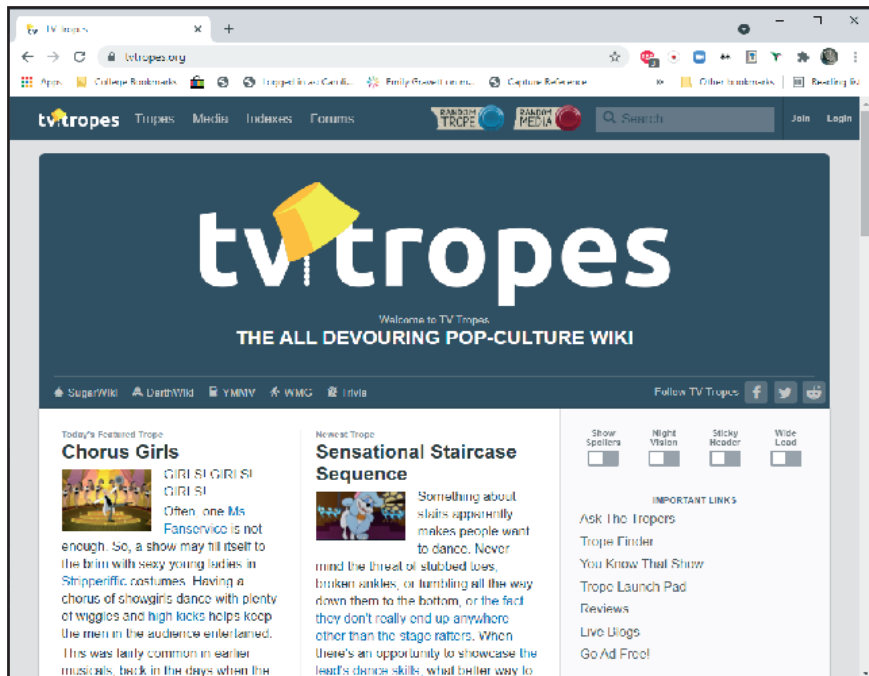 TV Tropes
tvtropes.org
Apps College Bookmarks Logged in as: Caroli... Emily Gravett on m... Capture Reference » Other bookmarks Reading list
tvtropes Tropes Media Indexes Forums RANDOM TROPE RANDOM MEDIA Search Join Login
tvtropes
Welcome to TV Tropes
THE ALL DEVOURING POP-CULTURE WIKI
SugarWiki DarthWiki YMMV WMG Trivia Follow TV Tropes
Today's Featured Trope
Chorus Girls
GIRLS! GIRLS!
GIRLS!
Often, one Ms.
Fanservice is not
enough. So, a show may fill itself to
the brim with sexy young ladies in
Stripperiffic costumes. Having a
chorus of showgirls dance with plenty
of wiggles and high kicks helps keep
the men in the audience entertained.
This was fairly common in earlier
musicals, back in the days when the
Newest Trope
Sensational Staircase
Sequence
Something about
stairs apparently
makes people want
to dance. Never
mind the threat of stubbed toes,
broken ankles, or tumbling all the way
down them to the bottom, or the fact
they don't really end up anywhere
other than the stage rafters. When
there's an opportunity to showcase the
lead's dance skills, what better way to
Show Spoilers
Night Vision
Sticky Header
Wide Load
IMPORTANT LINKS
Ask The Tropers
Trope Finder
You Know That Show
Trope Launch Pad
Reviews
Live Blogs
Go Ad Free!